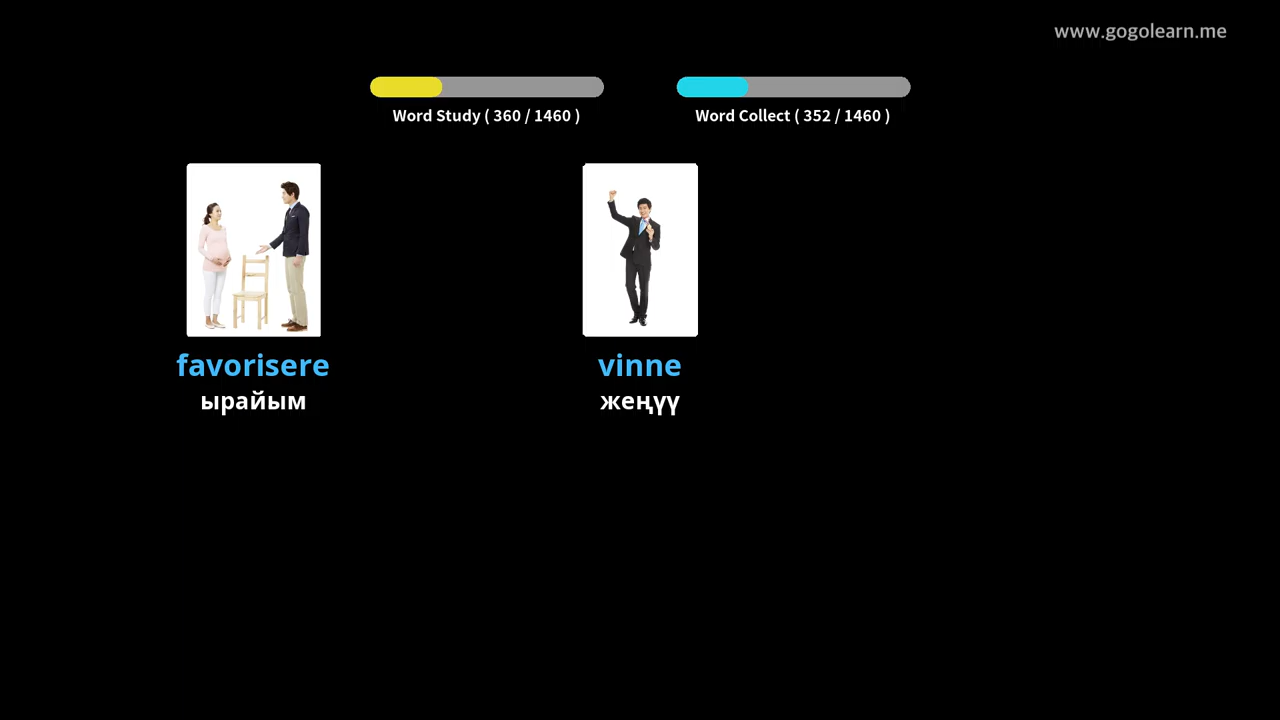 www.gogolearn.me
Word Study ( 360 / 1460 )
Word Collect ( 352 / 1460 )
favorisere
ырайым
vinne
жеңүү